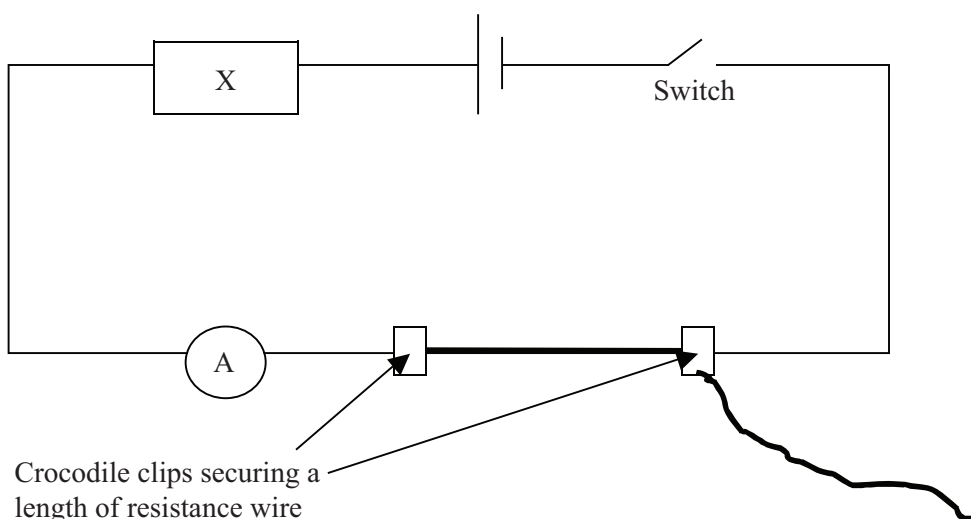 X
Switch
A
Crocodile clips securing a
length of resistance wire